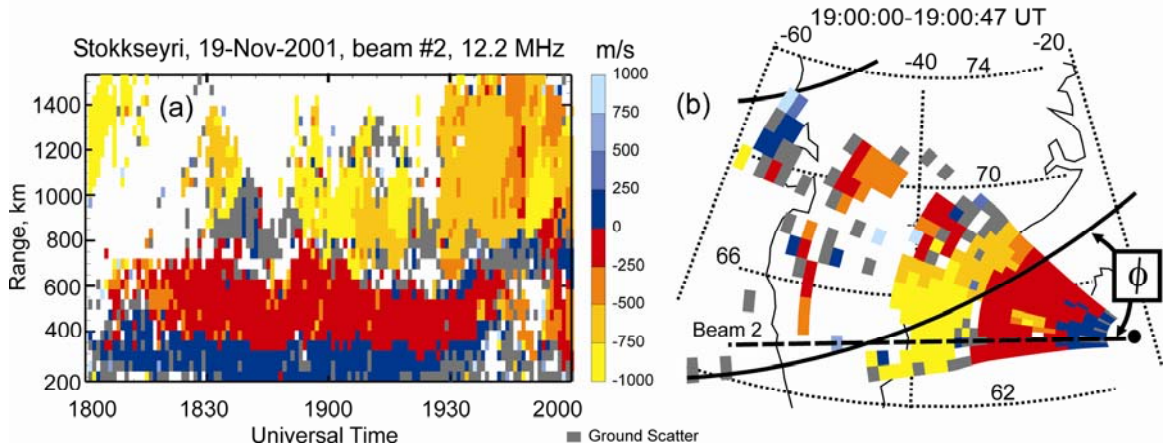 19:00:00-19:00:47 UT
Stokkseyri, 19-Nov-2001, beam #2, 12.2 MHz
m/s
(a)
Range, km
1400
1200
1000
800
600
400
200
1800
1830
1900
1930
2000
Universal Time
1000
750
500
250
0
-250
-500
-750
-1000
Ground Scatter
(b)
-60
-40
-20
74
70
66
62
Beam 2
ϕ